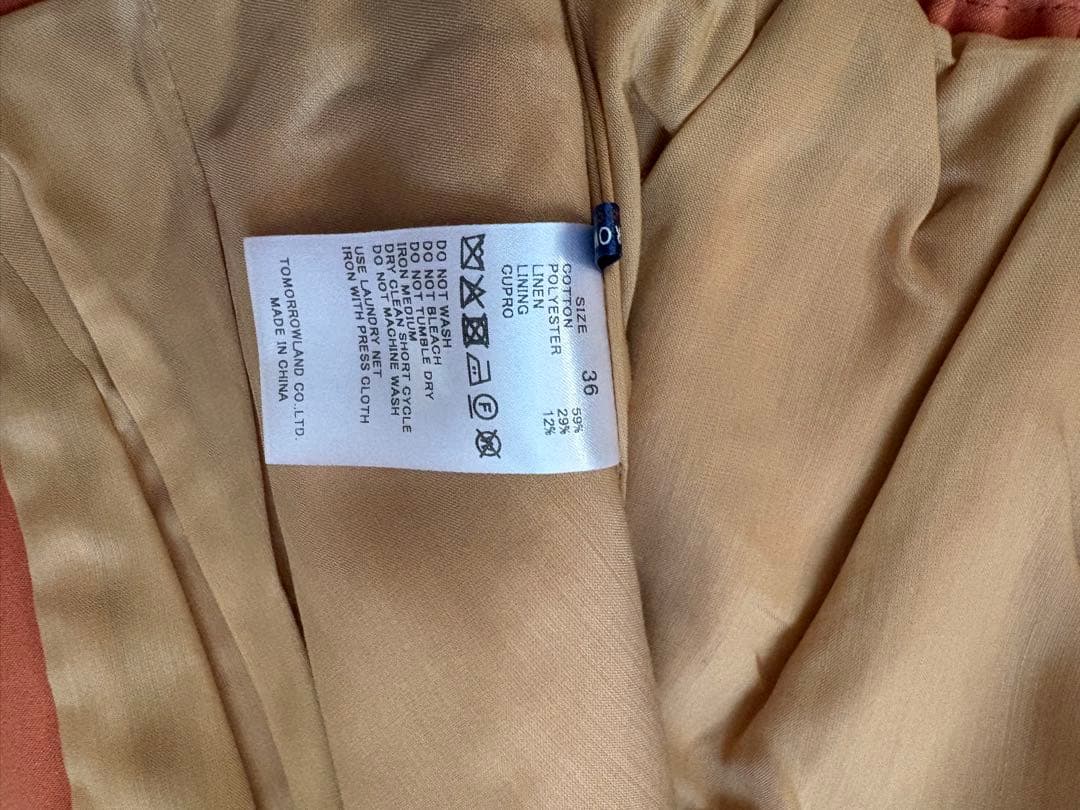 SIZE 36
COTTON 59%
POLYESTER 29%
LINEN 12%
LINING
CUPRO
F
DO NOT WASH
DO NOT BLEACH
DO NOT TUMBLE DRY
IRON MEDIUM
DRY CLEAN SHORT CYCLE
DO NOT MACHINE WASH
USE LAUNDRY NET
IRON WITH PRESS CLOTH
TOMORROWLAND CO.,LTD.
MADE IN CHINA